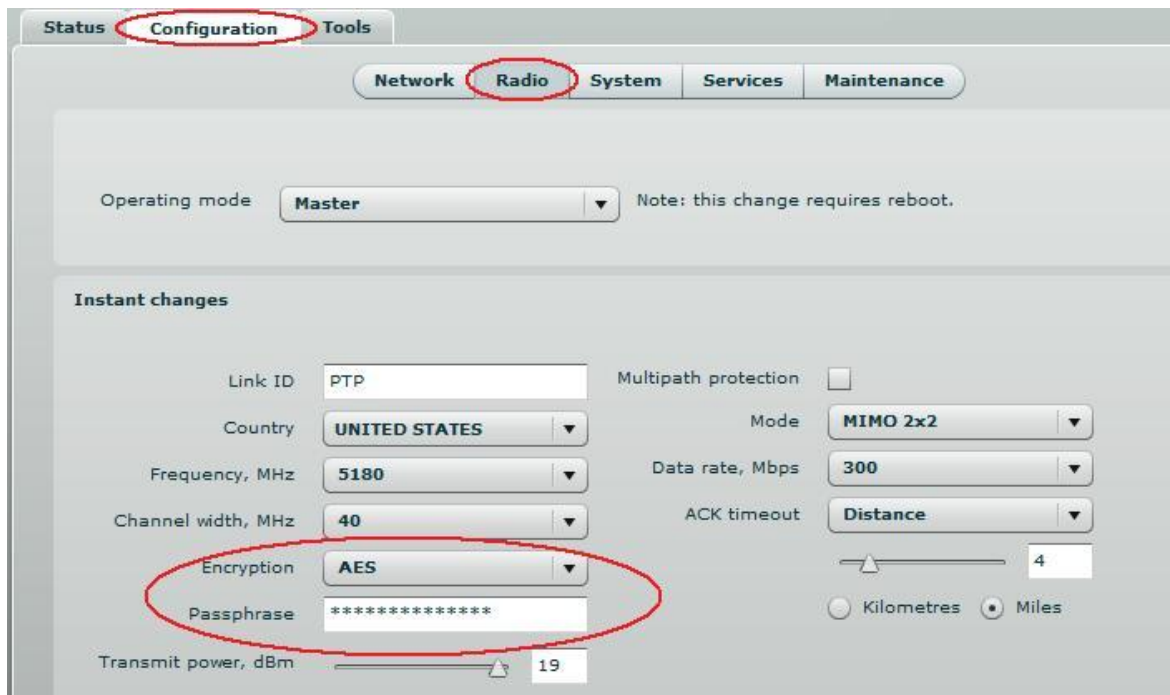 Status Configuration Tools
Network Radio System Services Maintenance
Operating mode Master Note: this change requires reboot.
Instant changes
Link ID PTP Multipath protection
Country UNITED STATES Mode MIMO 2x2
Frequency, MHz 5180 Data rate, Mbps 300
Channel width, MHz 40 ACK timeout Distance
Encryption AES 4
Passphrase ************** Kilometres Miles
Transmit power, dBm 19